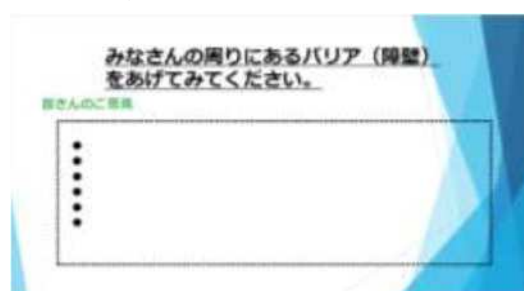 みなさんの周りにあるバリア（障壁）
をあげてみてください。
皆さんのご意見